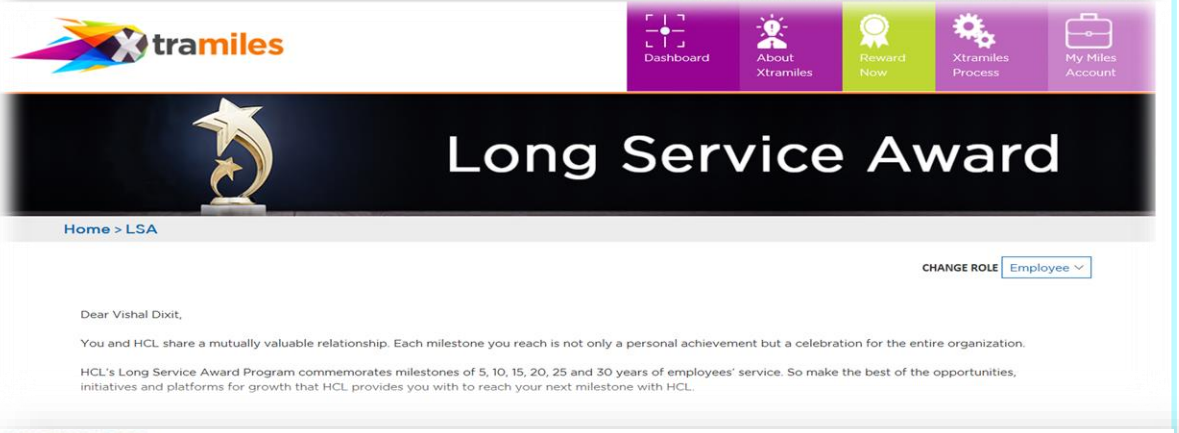 Xtramiles
Dashboard
About
Xtramiles
Reward
Now
Xtramiles
Process
My Miles
Account
Long Service Award
Home > LSA
CHANGE ROLE Employee
Dear Vishal Dixit,
You and HCL share a mutually valuable relationship. Each milestone you reach is not only a personal achievement but a celebration for the entire organization.
HCL's Long Service Award Program commemorates milestones of 5, 10, 15, 20, 25 and 30 years of employees' service. So make the best of the opportunities,
initiatives and platforms for growth that HCL provides you with to reach your next milestone with HCL.